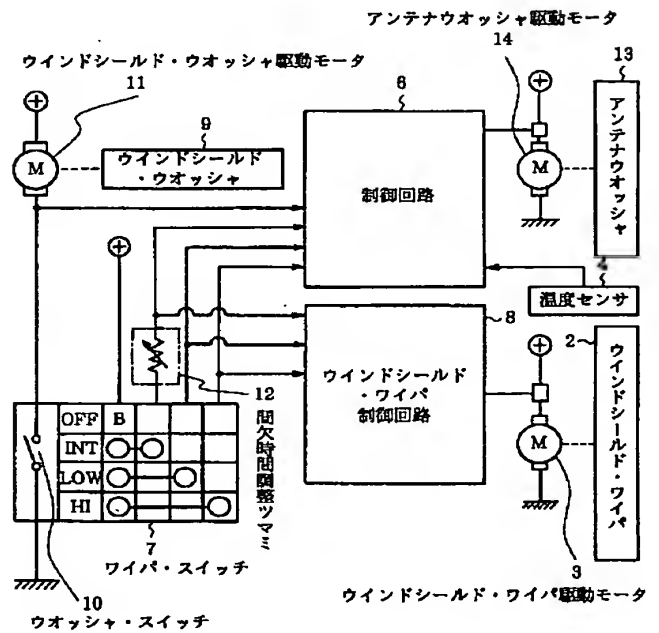 アンテナウオッシャ駆動モータ
14
13
ウインドシールド・ウオッシャ駆動モータ
11
6
9
M
ウインドシールド
・ウオッシャ
制御回路
M
アンテナウオッシャ
4
温度センサ
8
2
12
間欠時間調整ツマミ
ウインドシールド
・ワイパ
制御回路
M
ウインドシールド・ワイパ
OFF B
INT
LOW
HI
7
ワイパ・スイッチ
3
10
ウオッシャ・スイッチ
ウインドシールド・ワイパ駆動モータ